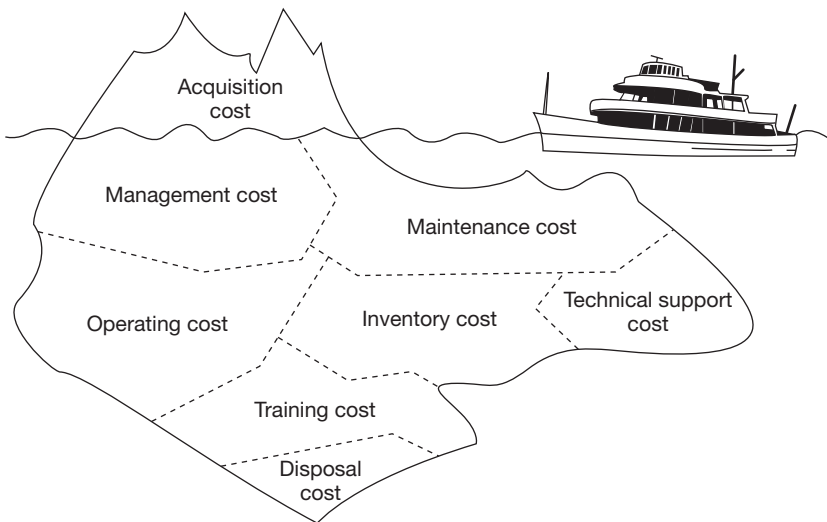 Acquisition
cost
Management cost
Maintenance cost
Technical support
cost
Operating cost
Inventory cost
Training cost
Disposal
cost